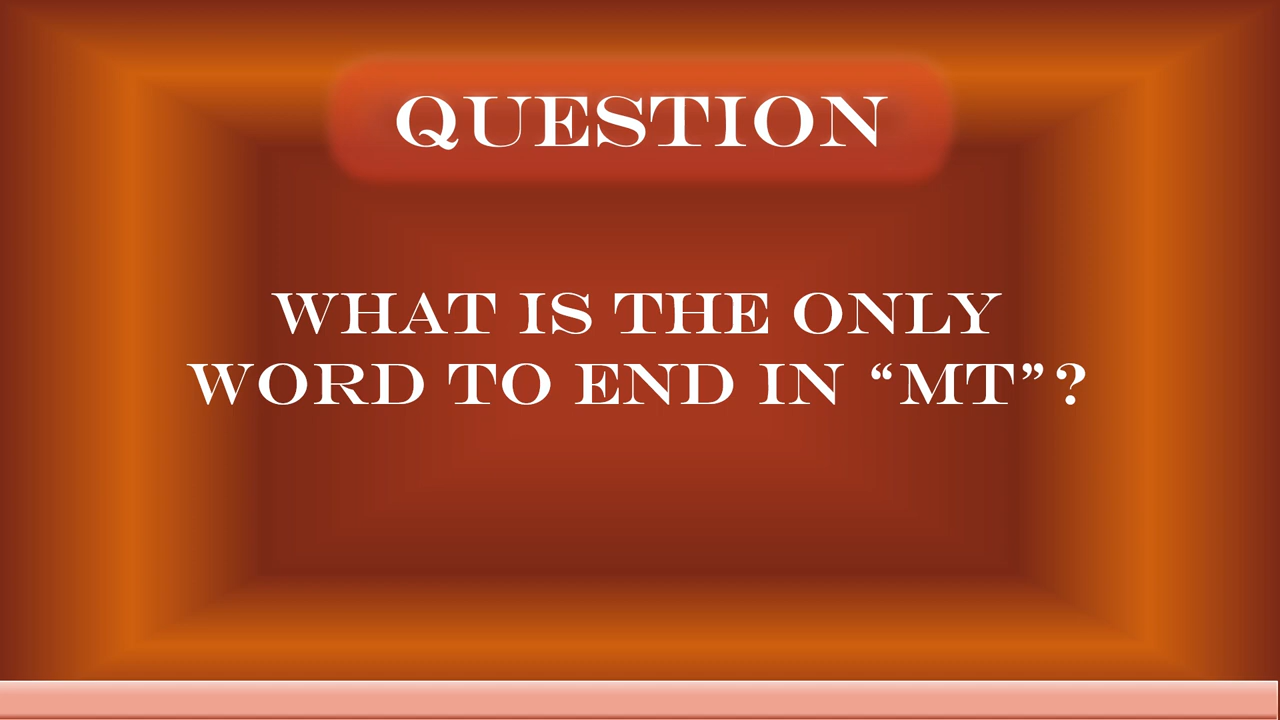 QUESTION
WHAT IS THE ONLY
WORD TO END IN “MT”?